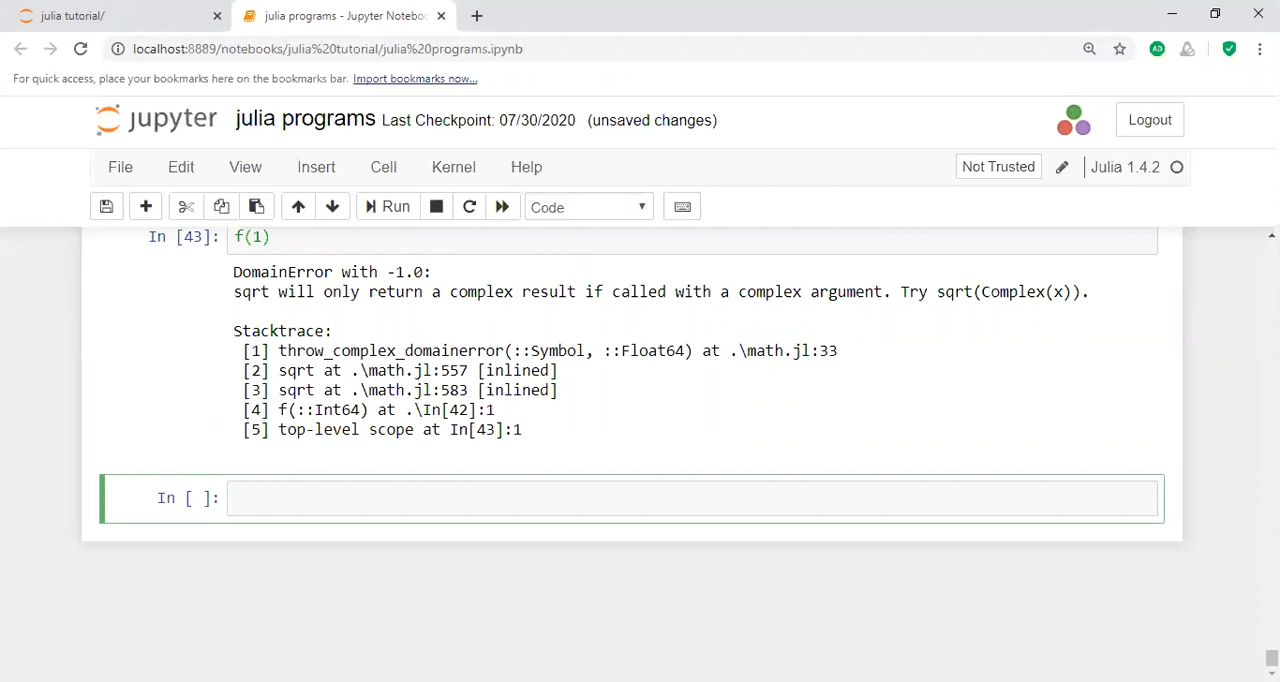 julia tutorial/
julia programs - Jupyter Noteboo
localhost:8889/notebooks/julia%20tutorial/julia%20programs.ipynb
For quick access, place your bookmarks here on the bookmarks bar. Import bookmarks now...
jupyter julia programs Last Checkpoint: 07/30/2020 (unsaved changes)
Logout
File Edit View Insert Cell Kernel Help
Not Trusted
Julia 1.4.2
Run
Code
In [43]: f(1)
DomainError with -1.0:
sqrt will only return a complex result if called with a complex argument. Try sqrt(Complex(x)).
Stacktrace:
[1] throw_complex_domainerror(::Symbol, ::Float64) at .\math.jl:33
[2] sqrt at .\math.jl:557 [inlined]
[3] sqrt at .\math.jl:583 [inlined]
[4] f(::Int64) at .\In[42]:1
[5] top-level scope at In[43]:1
In [ ]: